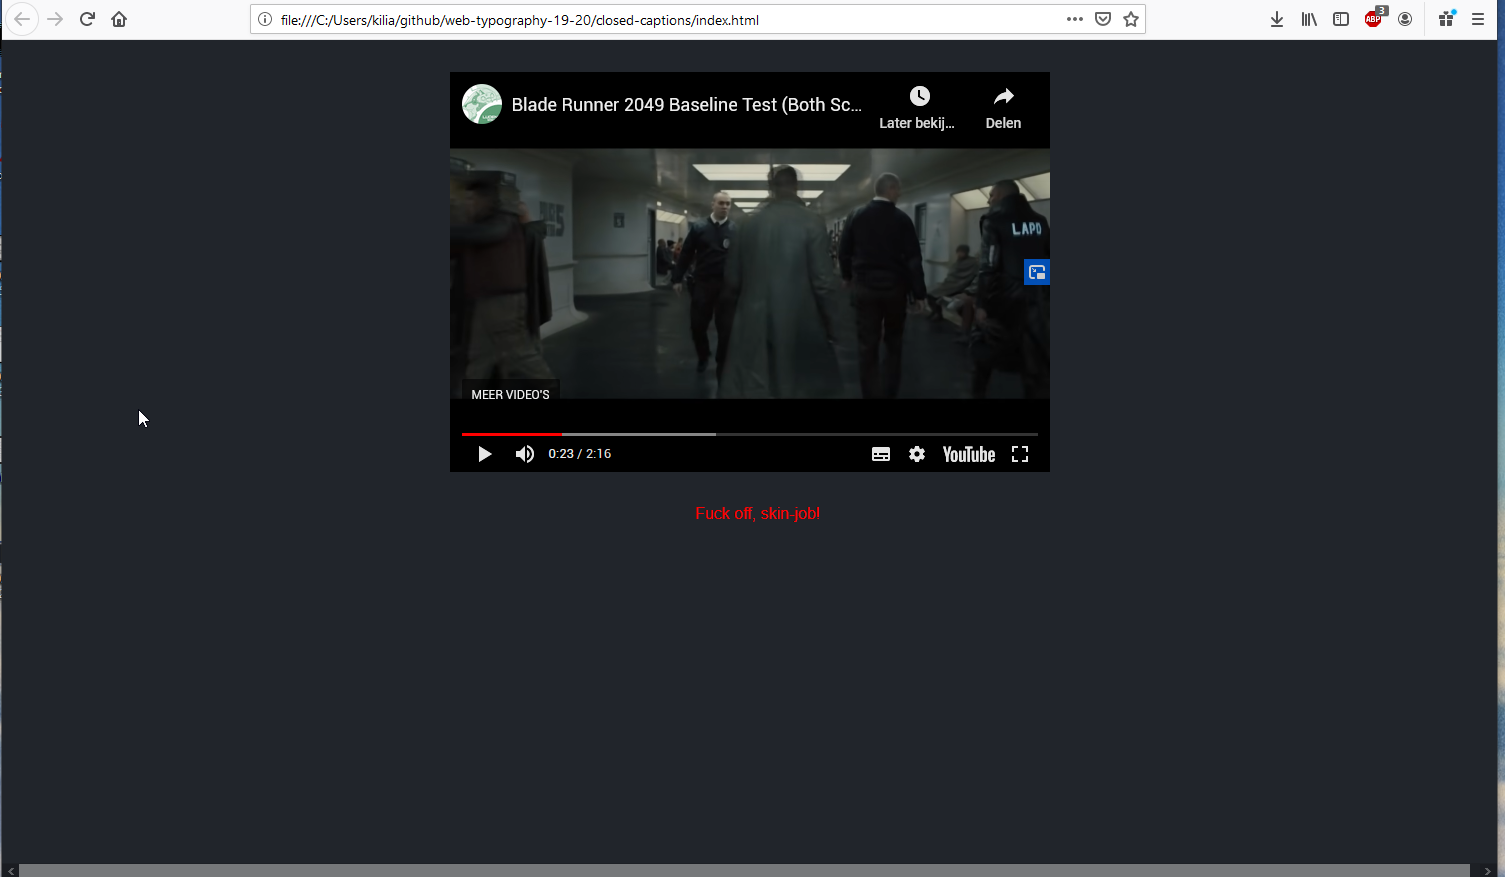 file:///C:/Users/kilia/github/web-typography-19-20/closed-captions/index.html
ABP
3
Blade Runner 2049 Baseline Test (Both Sc...
Later bekij...
Delen
LAPD
MEER VIDEO'S
0:23 / 2:16
YouTube
Fuck off, skin-job!